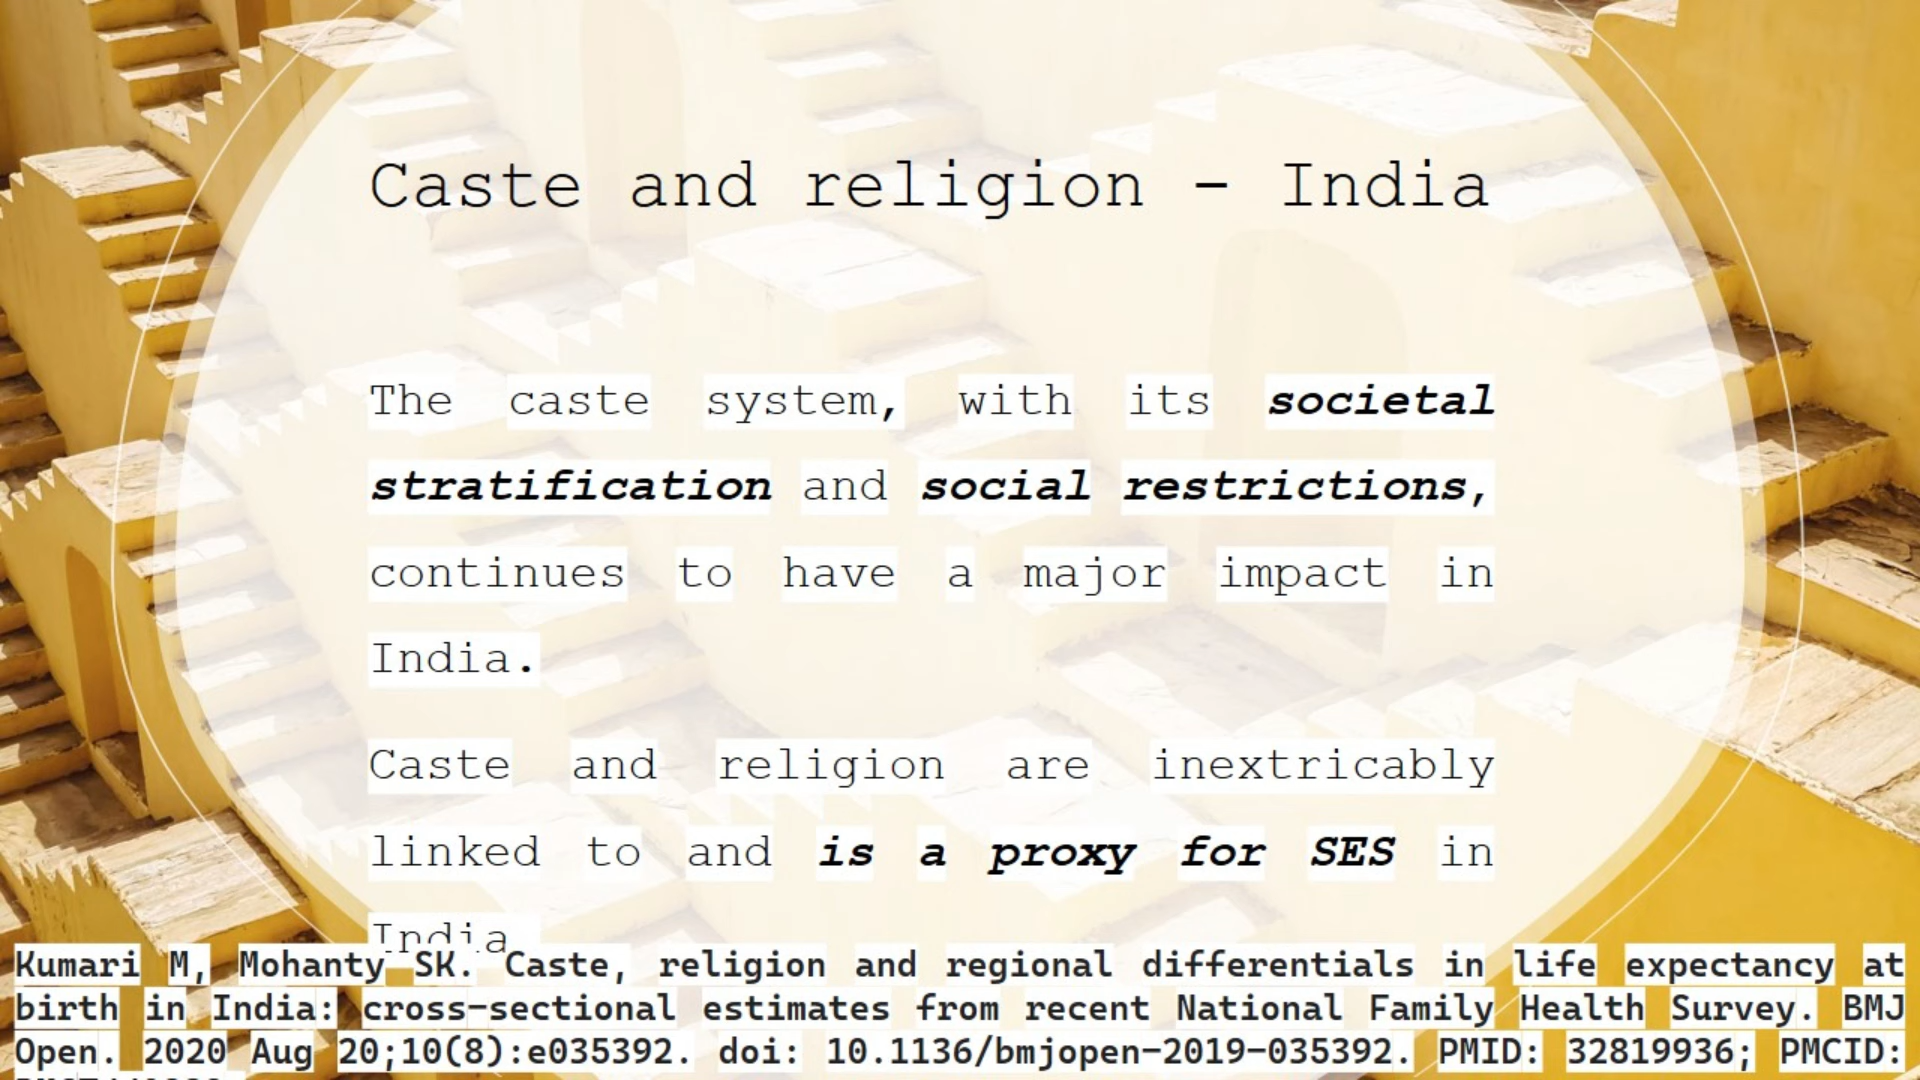 Caste and religion – India
The caste system, with its societal
stratification and social restrictions,
continues to have a major impact in
India.
Caste and religion are inextricably
linked to and is a proxy for SES in
India
Kumari M, Mohanty SK. Caste, religion and regional differentials in life expectancy at
birth in India: cross-sectional estimates from recent National Family Health Survey. BMJ
Open. 2020 Aug 20;10(8):e035392. doi: 10.1136/bmjopen-2019-035392. PMID: 32819936; PMCID: